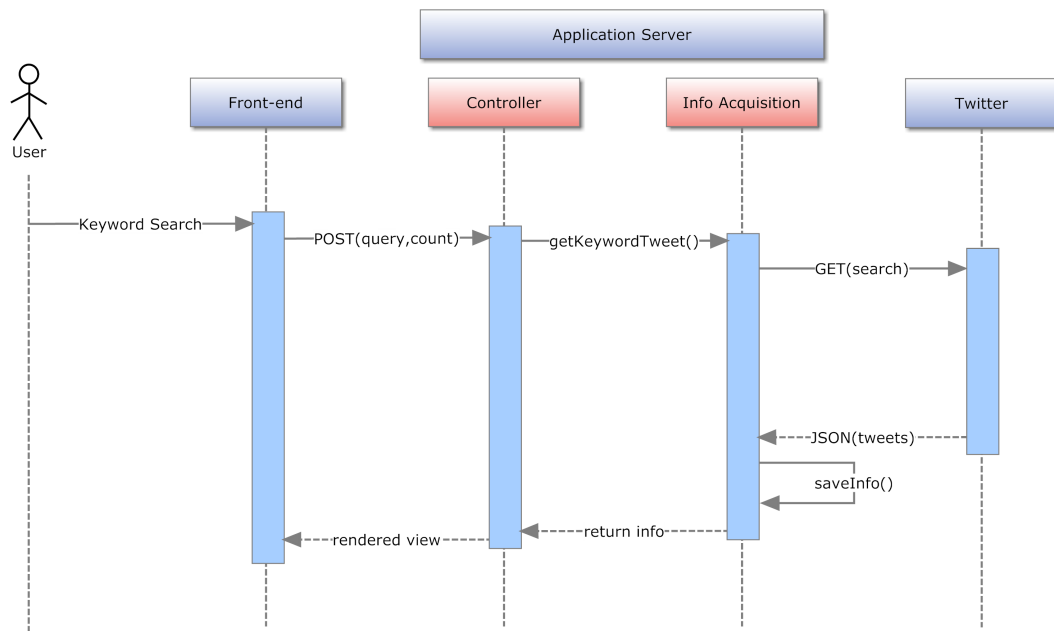 Application Server
Front-end
Controller
Info Acquisition
Twitter
User
Keyword Search
POST(query,count)
getKeywordTweet()
GET(search)
JSON(tweets)
saveInfo()
return info
rendered view